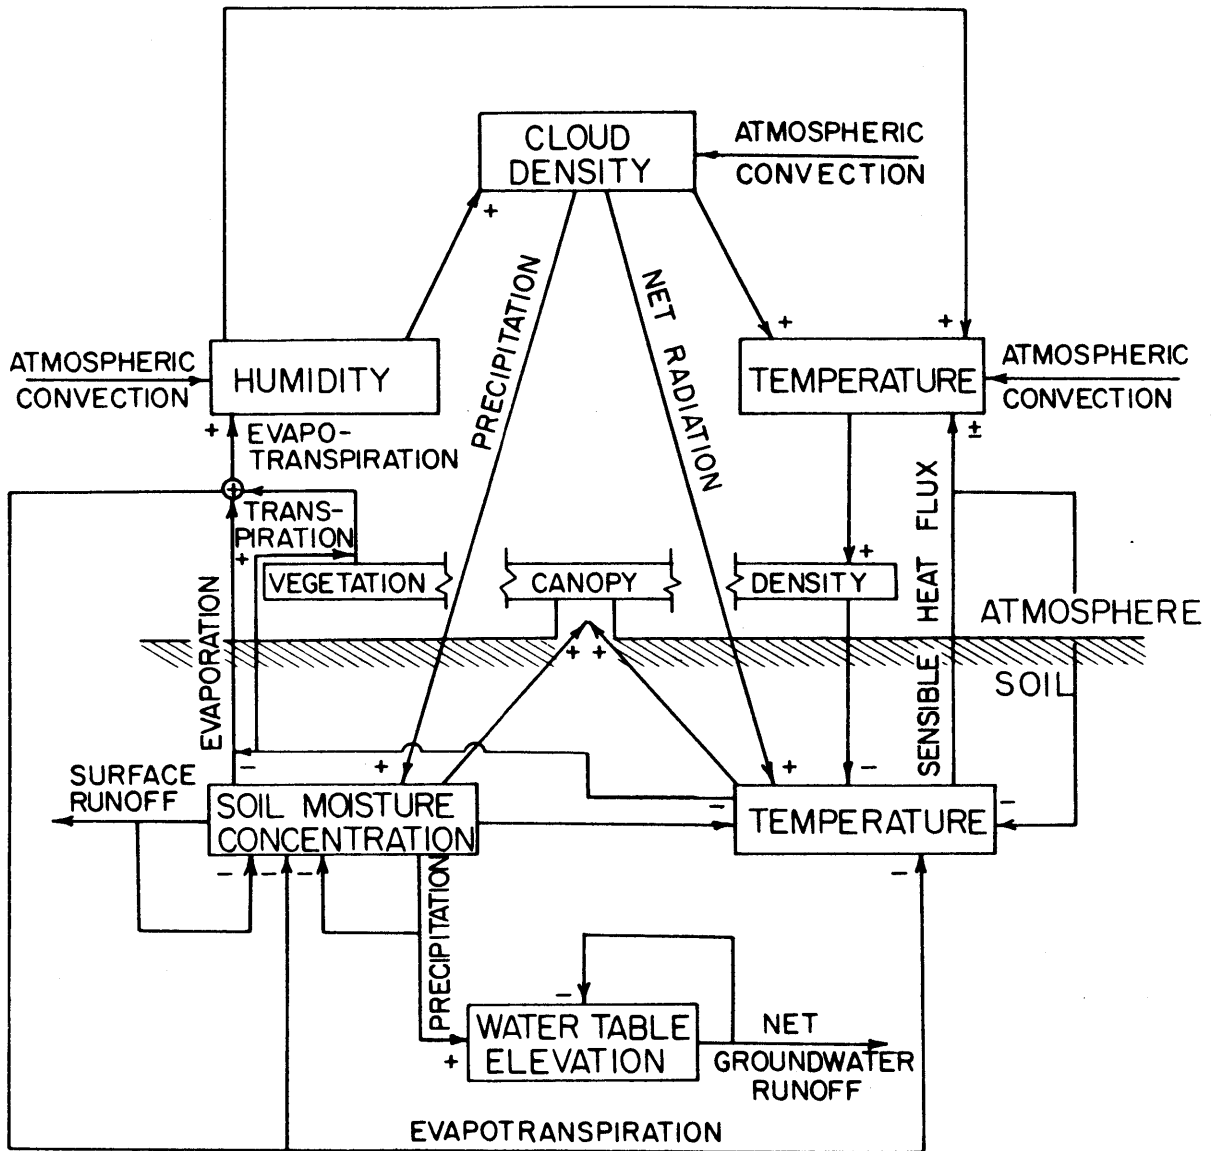 CLOUD
DENSITY
ATMOSPHERIC
CONVECTION
+
PRECIPITATION
NET RADIATION
+
+
ATMOSPHERIC
CONVECTION
HUMIDITY
TEMPERATURE
ATMOSPHERIC
CONVECTION
+
EVAPO-
TRANSPIRATION
±
+
TRANS-
PIRATION
+
VEGETATION
CANOPY
DENSITY
+
SENSIBLE HEAT FLUX
ATMOSPHERE
SOIL
EVAPORATION
+ +
SURFACE
RUNOFF
−
+
+
−
SOIL MOISTURE
CONCENTRATION
−
TEMPERATURE
−
− − −
−
PRECIPITATION
−
+
WATER TABLE
ELEVATION
NET
GROUNDWATER
RUNOFF
EVAPOTRANSPIRATION